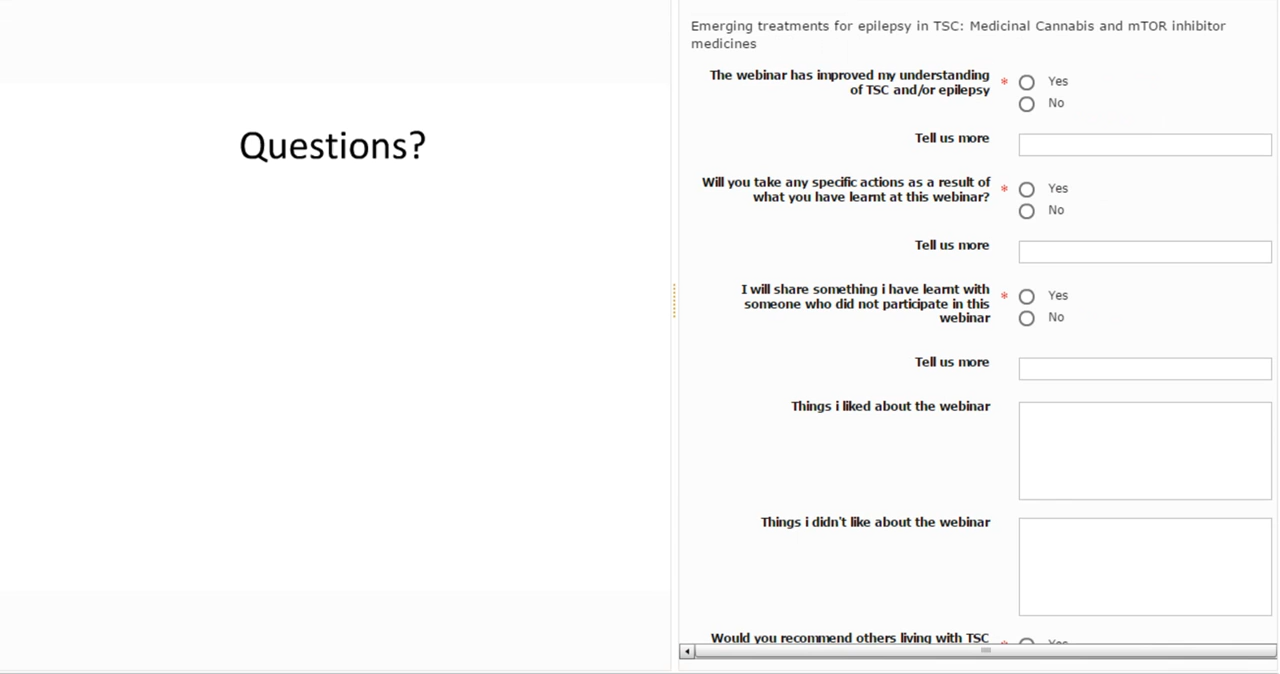 Questions?
Emerging treatments for epilepsy in TSC: Medicinal Cannabis and mTOR inhibitor
medicines
The webinar has improved my understanding
of TSC and/or epilepsy
* Yes
No
Tell us more
Will you take any specific actions as a result of
what you have learnt at this webinar?
* Yes
No
Tell us more
I will share something i have learnt with
someone who did not participate in this
webinar
* Yes
No
Tell us more
Things i liked about the webinar
Things i didn't like about the webinar
Would you recommend others living with TSC
* Yes